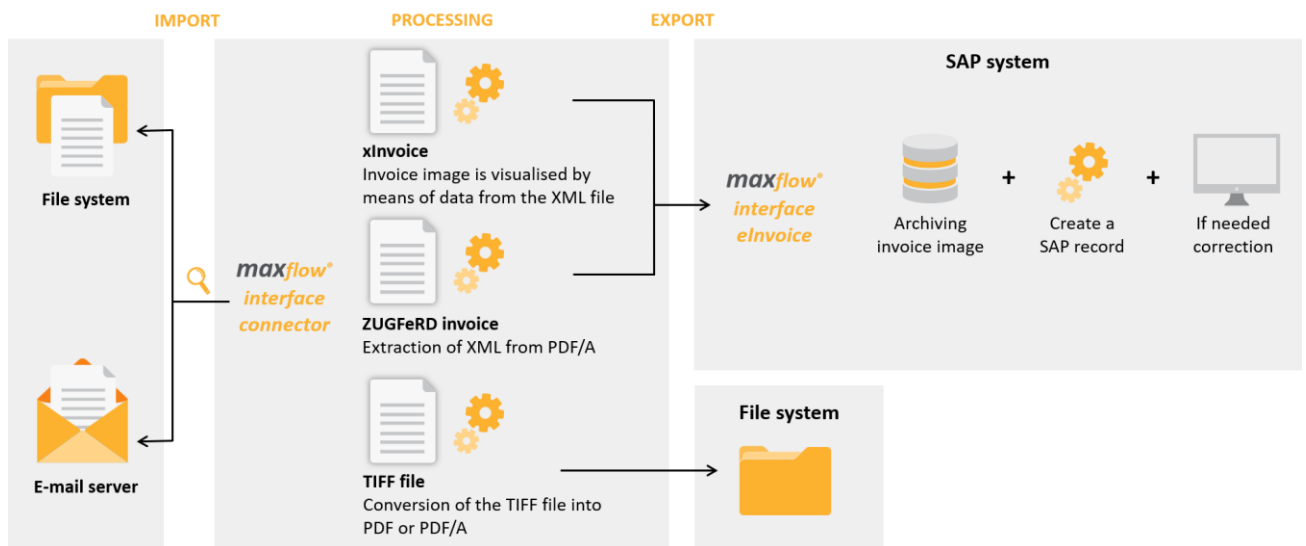 IMPORT
PROCESSING
EXPORT
File system
E-mail server
maxflow®
interface
connector
xInvoice
Invoice image is visualised by
means of data from the XML file
ZUGFeRD invoice
Extraction of XML from PDF/A
TIFF file
Conversion of the TIFF file into
PDF or PDF/A
SAP system
maxflow®
interface
eInvoice
Archiving
invoice image
+
Create a
SAP record
+
If needed
correction
File system